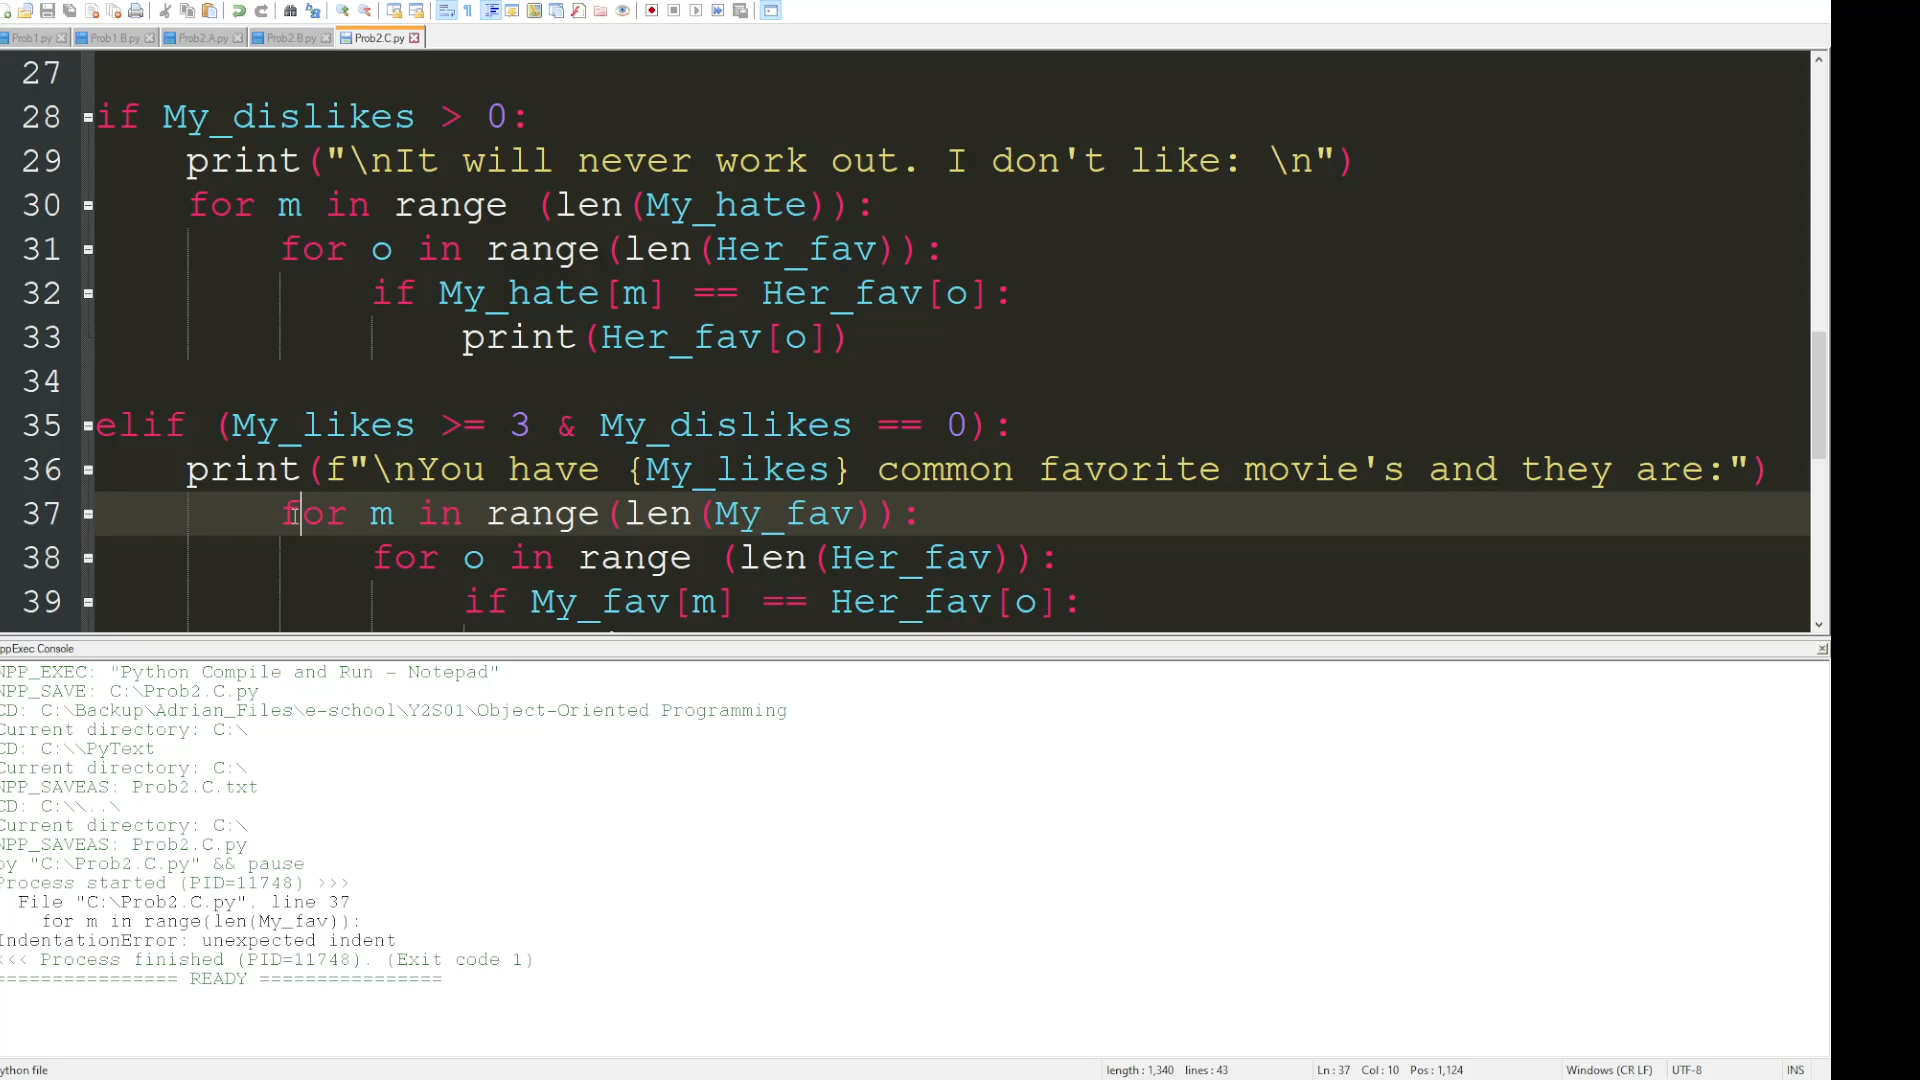 Prob1.py Prob1.B.py Prob2.A.py Prob2.B.py Prob2.C.py
27
28 if My_dislikes > 0:
29 print("\nIt will never work out. I don't like: \n")
30 for m in range (len(My_hate)):
31 for o in range(len(Her_fav)):
32 if My_hate[m] == Her_fav[o]:
33 print(Her_fav[o])
34
35 elif (My_likes >= 3 & My_dislikes == 0):
36 print(f"\nYou have {My_likes} common favorite movie's and they are:")
37 for m in range(len(My_fav)):
38 for o in range (len(Her_fav)):
39 if My_fav[m] == Her_fav[o]:
ppExec Console
NPP_EXEC: "Python Compile and Run - Notepad"
NPP_SAVE: C:\Prob2.C.py
CD: C:\Backup\Adrian_Files\e-school\Y2S01\Object-Oriented Programming
Current directory: C:\
CD: C:\\PyText
Current directory: C:\
NPP_SAVEAS: Prob2.C.txt
CD: C:\\..\
Current directory: C:\
NPP_SAVEAS: Prob2.C.py
py "C:\Prob2.C.py" && pause
Process started (PID=11748) >>>
File "C:\Prob2.C.py", line 37
for m in range(len(My_fav)):
IndentationError: unexpected indent
<<< Process finished (PID=11748). (Exit code 1)
================ READY ================
ython file length : 1,340 lines : 43 Ln : 37 Col : 10 Pos : 1,124 Windows (CR LF) UTF-8 INS